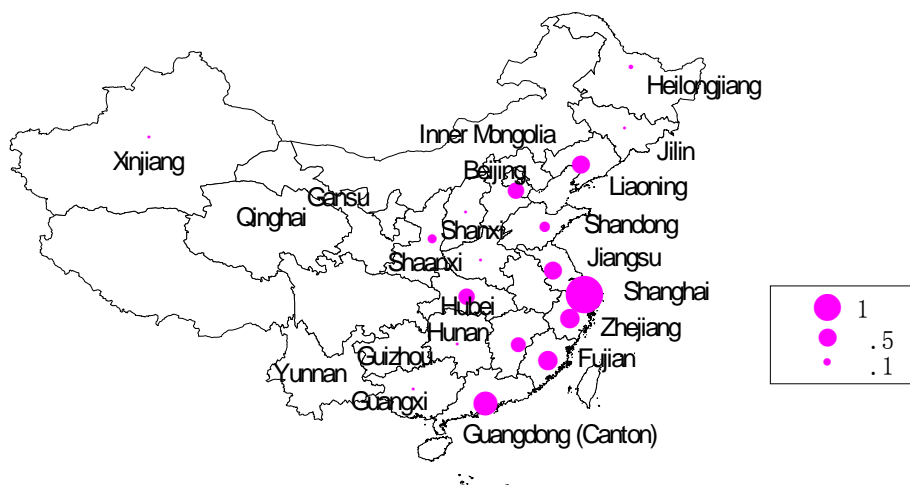 Heilongjiang
Inner Mongolia
Jilin
Xinjiang
Beijing
Liaoning
Gansu
Qinghai
Shanxi
Shandong
Shaanxi
Jiangsu
Shanghai
Hubei
Zhejiang
Hunan
Guizhou
Fujian
Yunnan
Guangxi
Guangdong (Canton)
1
.5
.1